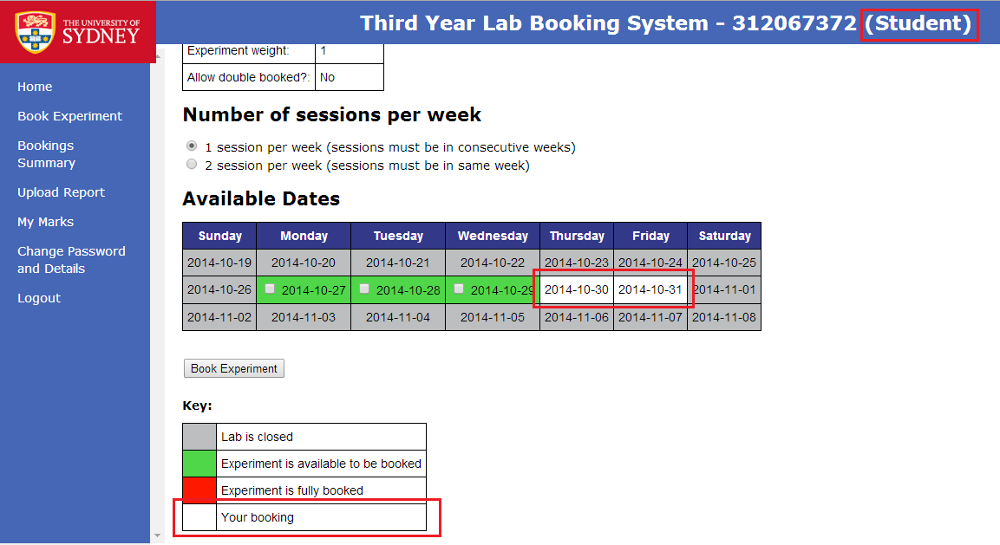 THE UNIVERSITY OF
SYDNEY
Third Year Lab Booking System - 312067372 (Student)
Home
Book Experiment
Bookings
Summary
Upload Report
My Marks
Change Password
and Details
Logout
Experiment weight: 1
Allow double booked?: No
Number of sessions per week
1 session per week (sessions must be in consecutive weeks)
2 session per week (sessions must be in same week)
Available Dates
Sunday Monday Tuesday Wednesday Thursday Friday Saturday
2014-10-19 2014-10-20 2014-10-21 2014-10-22 2014-10-23 2014-10-24 2014-10-25
2014-10-26 2014-10-27 2014-10-28 2014-10-29 2014-10-30 2014-10-31 2014-11-01
2014-11-02 2014-11-03 2014-11-04 2014-11-05 2014-11-06 2014-11-07 2014-11-08
Book Experiment
Key:
Lab is closed
Experiment is available to be booked
Experiment is fully booked
Your booking